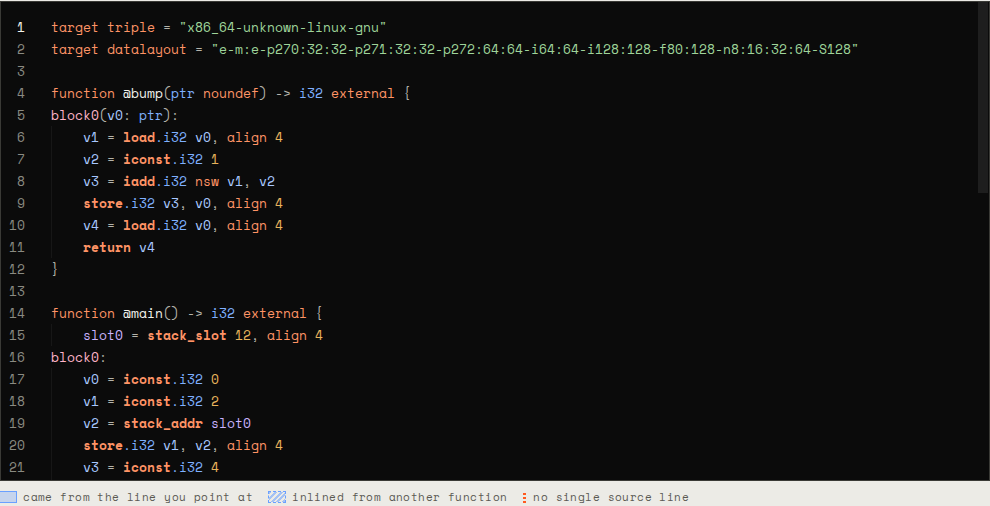 1 target triple = "x86_64-unknown-linux-gnu"
2 target datalayout = "e-m:e-p270:32:32-p271:32:32-p272:64:64-i64:64-i128:128-f80:128-n8:16:32:64-S128"
3
4 function @bump(ptr noundef) -> i32 external {
5 block0(v0: ptr):
6     v1 = load.i32 v0, align 4
7     v2 = iconst.i32 1
8     v3 = iadd.i32 nsw v1, v2
9     store.i32 v3, v0, align 4
10     v4 = load.i32 v0, align 4
11     return v4
12 }
13
14 function @main() -> i32 external {
15     slot0 = stack_slot 12, align 4
16 block0:
17     v0 = iconst.i32 0
18     v1 = iconst.i32 2
19     v2 = stack_addr slot0
20     store.i32 v1, v2, align 4
21     v3 = iconst.i32 4
came from the line you point at inlined from another function no single source line